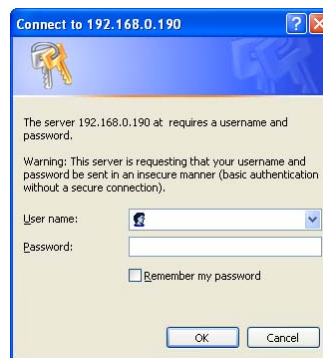 Connect to 192.168.0.190
The server 192.168.0.190 at requires a username and
password.
Warning: This server is requesting that your username and
password be sent in an insecure manner (basic authentication
without a secure connection).
User name:
Password:
Remember my password
OK
Cancel